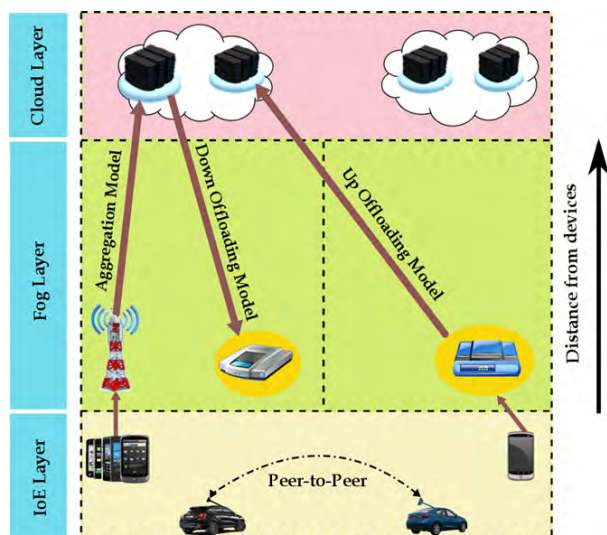 Cloud Layer
Fog Layer
IoE Layer
Aggregation Model
Down Offloading Model
Up Offloading Model
Peer-to-Peer
Distance from devices